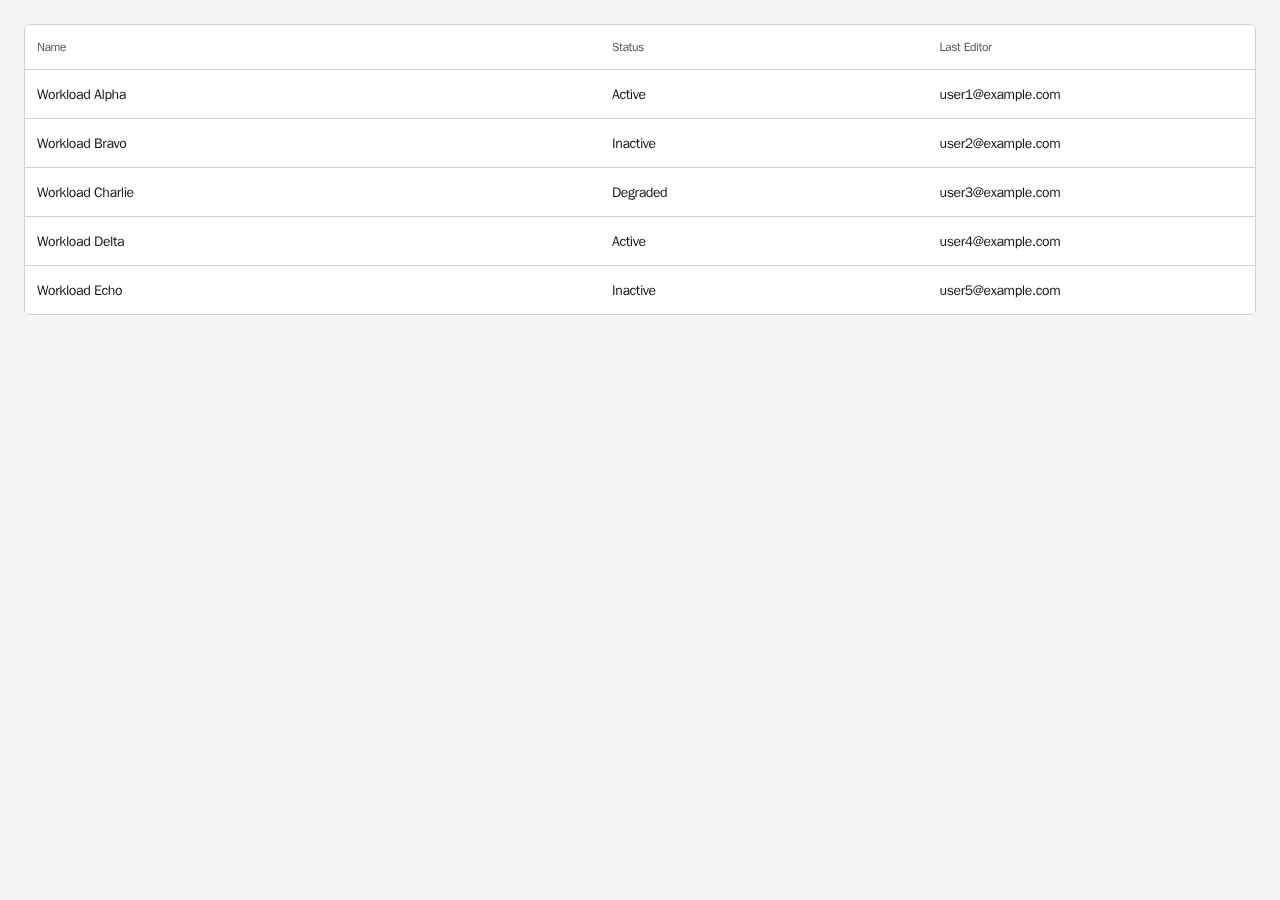 Name Status Last Editor
Workload Alpha Active user1@example.com
Workload Bravo Inactive user2@example.com
Workload Charlie Degraded user3@example.com
Workload Delta Active user4@example.com
Workload Echo Inactive user5@example.com